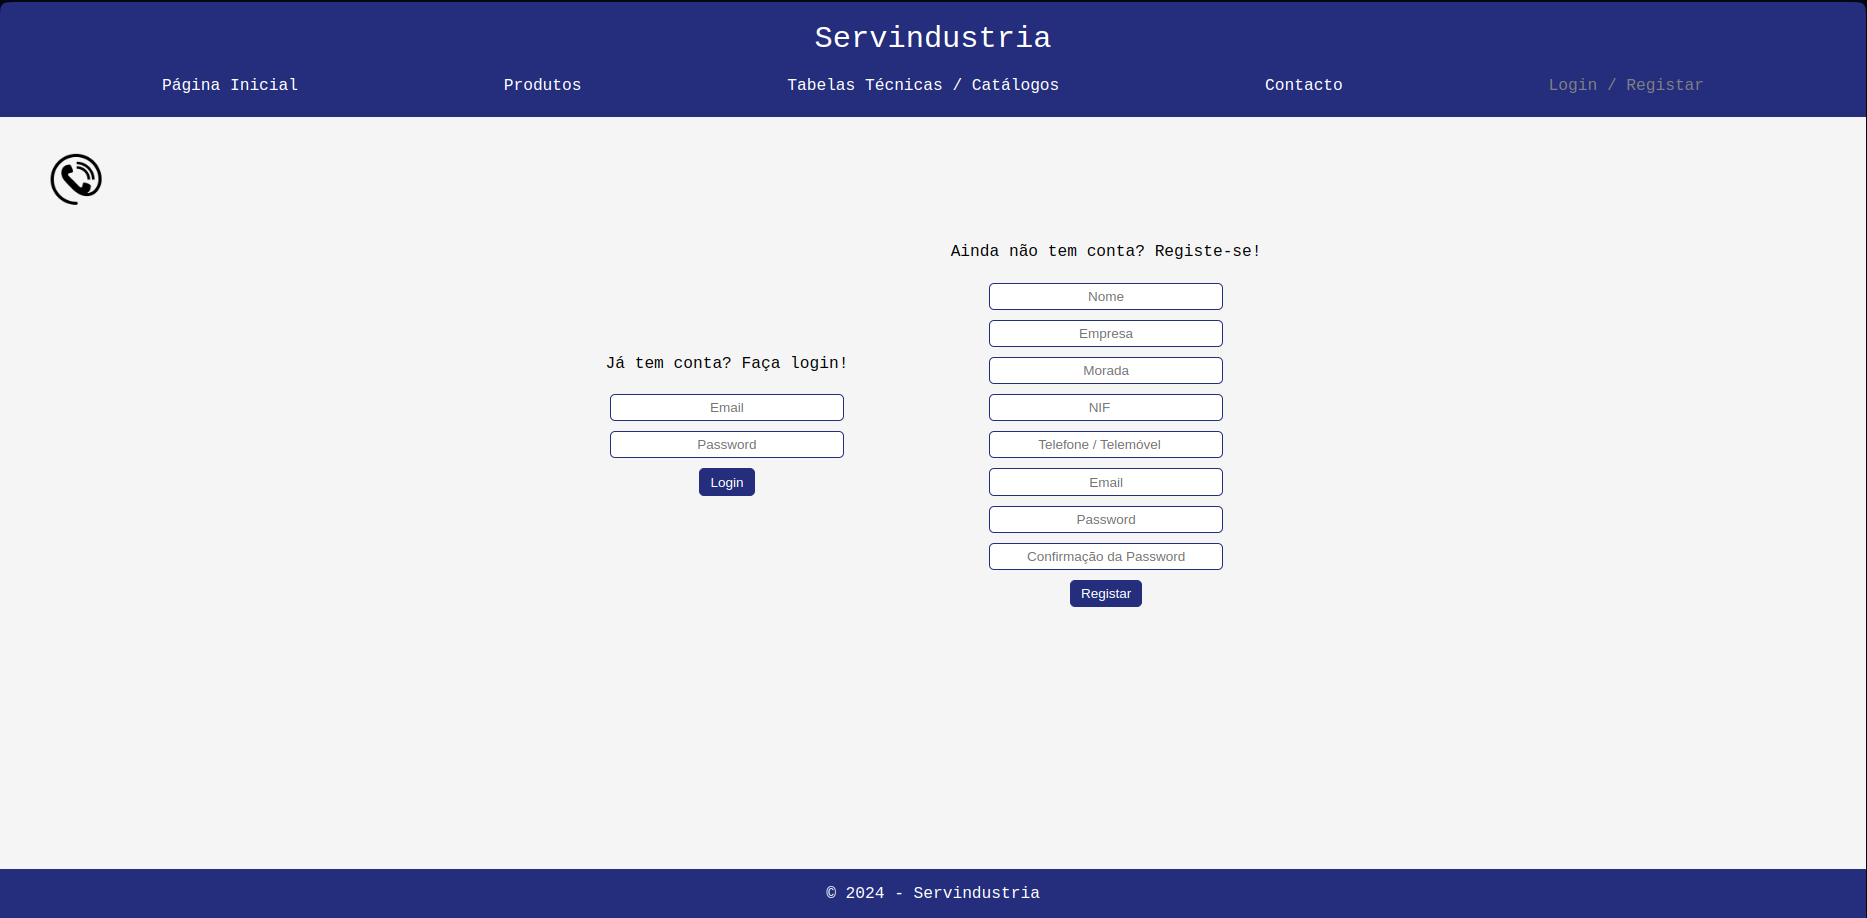 Servindustria
Página Inicial
Produtos
Tabelas Técnicas / Catálogos
Contacto
Login / Registar
Já tem conta? Faça login!
Email
Password
Login
Ainda não tem conta? Registe-se!
Nome
Empresa
Morada
NIF
Telefone / Telemóvel
Email
Password
Confirmação da Password
Registar
© 2024 - Servindustria